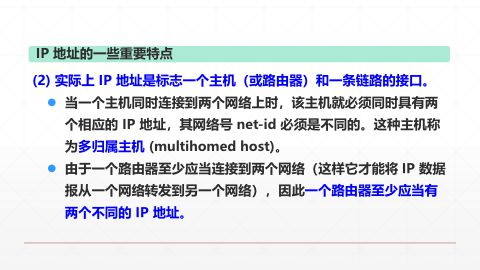 IP 地址的一些重要特点
(2) 实际上 IP 地址是标志一个主机（或路由器）和一条链路的接口。
当一个主机同时连接到两个网络上时，该主机就必须同时具有两
个相应的 IP 地址，其网络号 net-id 必须是不同的。这种主机称
为多归属主机 (multihomed host)。
由于一个路由器至少应当连接到两个网络（这样它才能将 IP 数据
报从一个网络转发到另一个网络），因此一个路由器至少应当有
两个不同的 IP 地址。